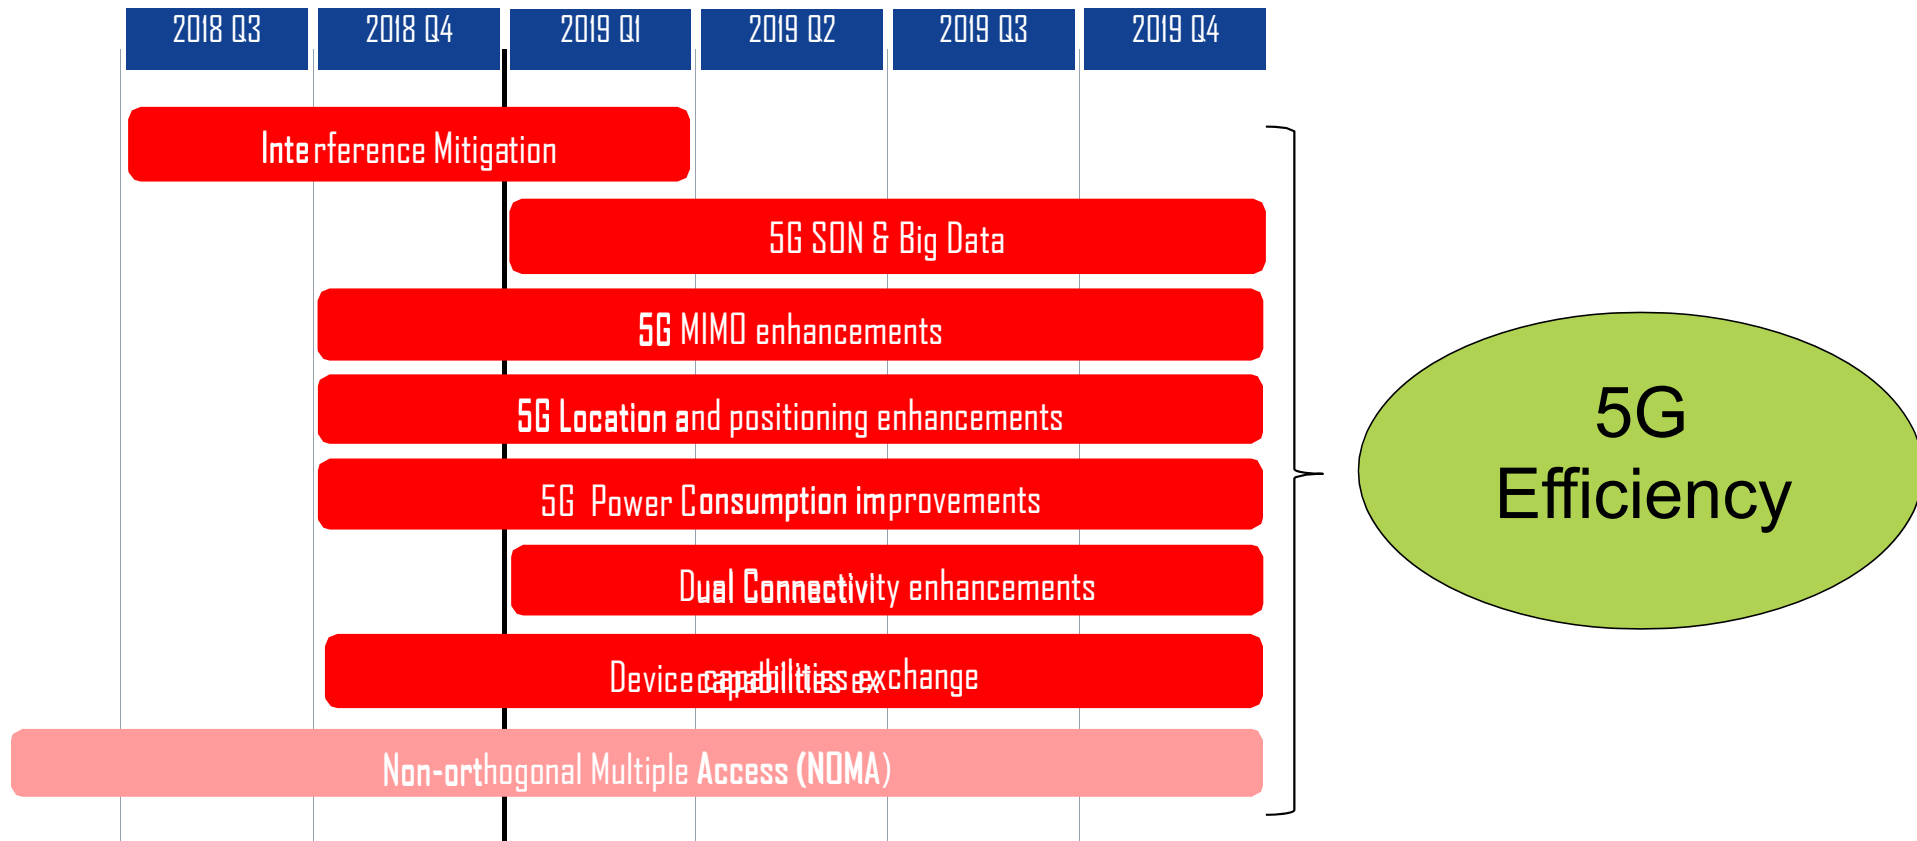 2018 Q3 2018 Q4 2019 Q1 2019 Q2 2019 Q3 2019 Q4
Interference Mitigation
5G SON & Big Data
5G MIMO enhancements
5G Location and positioning enhancements
5G Power Consumption improvements
Dual Connectivity enhancements
Device capabilities exchange
Non-orthogonal Multiple Access (NOMA)
5G
Efficiency